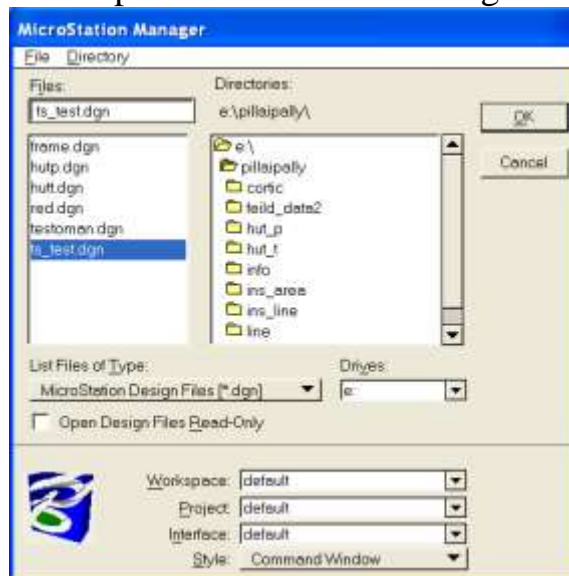 MicroStation Manager
File Directory
Files:
ts_test.dgn
frame.dgn
hutp.dgn
hutt.dgn
red.dgn
testoman.dgn
ts_test.dgn
Directories:
e:\pillaipally\
e:\
pillaipally
cortic
feild_data2
hut_p
hut_t
info
ins_area
ins_line
line
OK
Cancel
List Files of Type:
MicroStation Design Files [*.dgn]
Drives:
e:
Open Design Files Read-Only
Workspace: default
Project: default
Interface: default
Style: Command Window